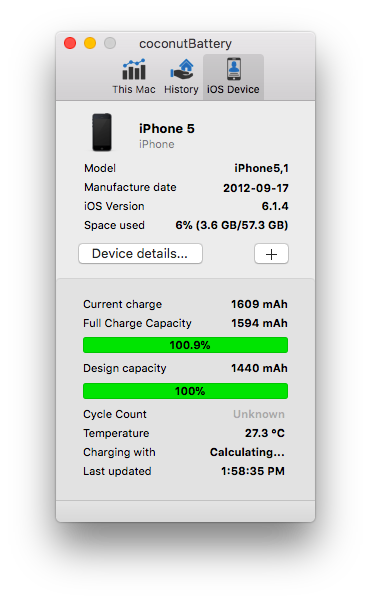 coconutBattery
This Mac History iOS Device
iPhone 5
iPhone
Model iPhone5,1
Manufacture date 2012-09-17
iOS Version 6.1.4
Space used 6% (3.6 GB/57.3 GB)
Device details... +
Current charge 1609 mAh
Full Charge Capacity 1594 mAh
100.9%
Design capacity 1440 mAh
100%
Cycle Count Unknown
Temperature 27.3 ºC
Charging with Calculating...
Last updated 1:58:35 PM